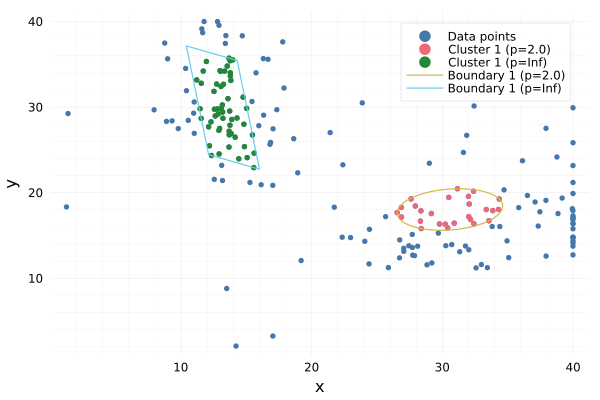 40
30
20
10
y
10
20
30
40
x
Data points
Cluster 1 (p=2.0)
Cluster 1 (p=Inf)
Boundary 1 (p=2.0)
Boundary 1 (p=Inf)